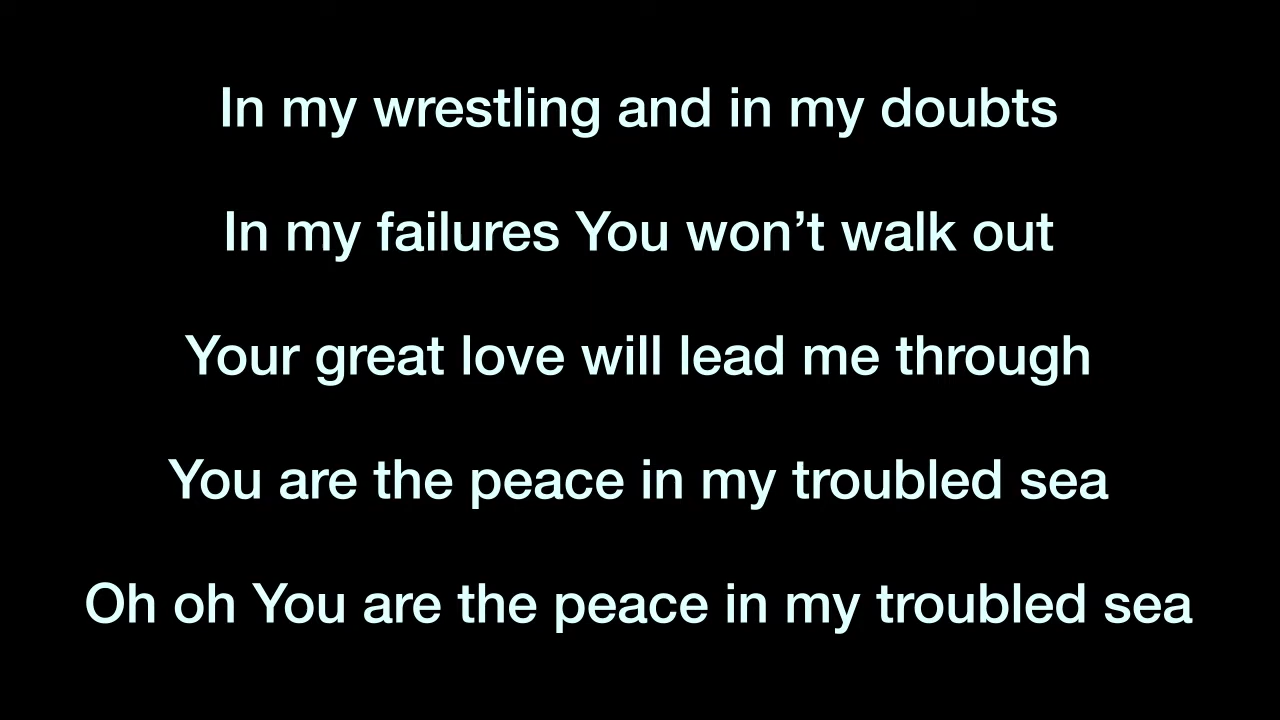 In my wrestling and in my doubts
In my failures You won’t walk out
Your great love will lead me through
You are the peace in my troubled sea
Oh oh You are the peace in my troubled sea